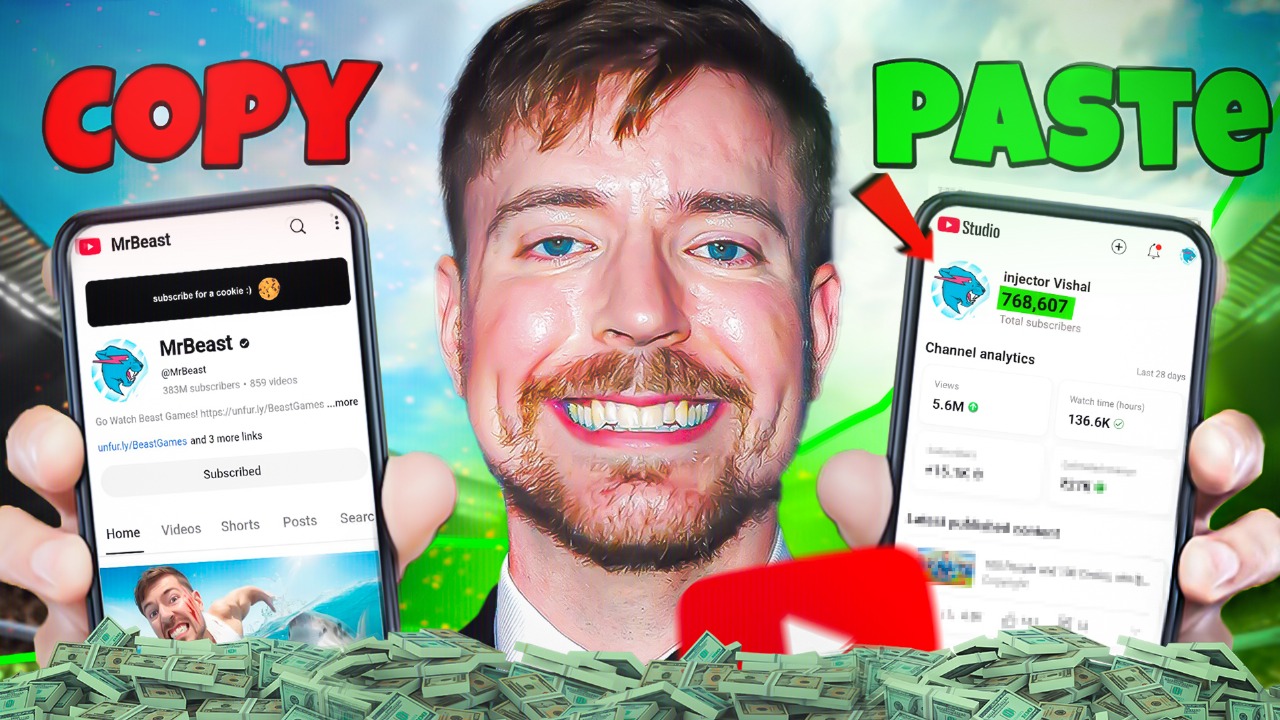 COPY
PASTE
MrBeast
subscribe for a cookie :)
MrBeast
@MrBeast
383M subscribers • 859 videos
Go Watch Beast Games! https://unfur.ly/BeastGames ...more
unfur.ly/BeastGames and 3 more links
Subscribed
Home Videos Shorts Posts Searc
Studio
injector Vishal
768,607
Total subscribers
Channel analytics
Last 28 days
Views
5.6M
Watch time (hours)
136.6K
Latest published content